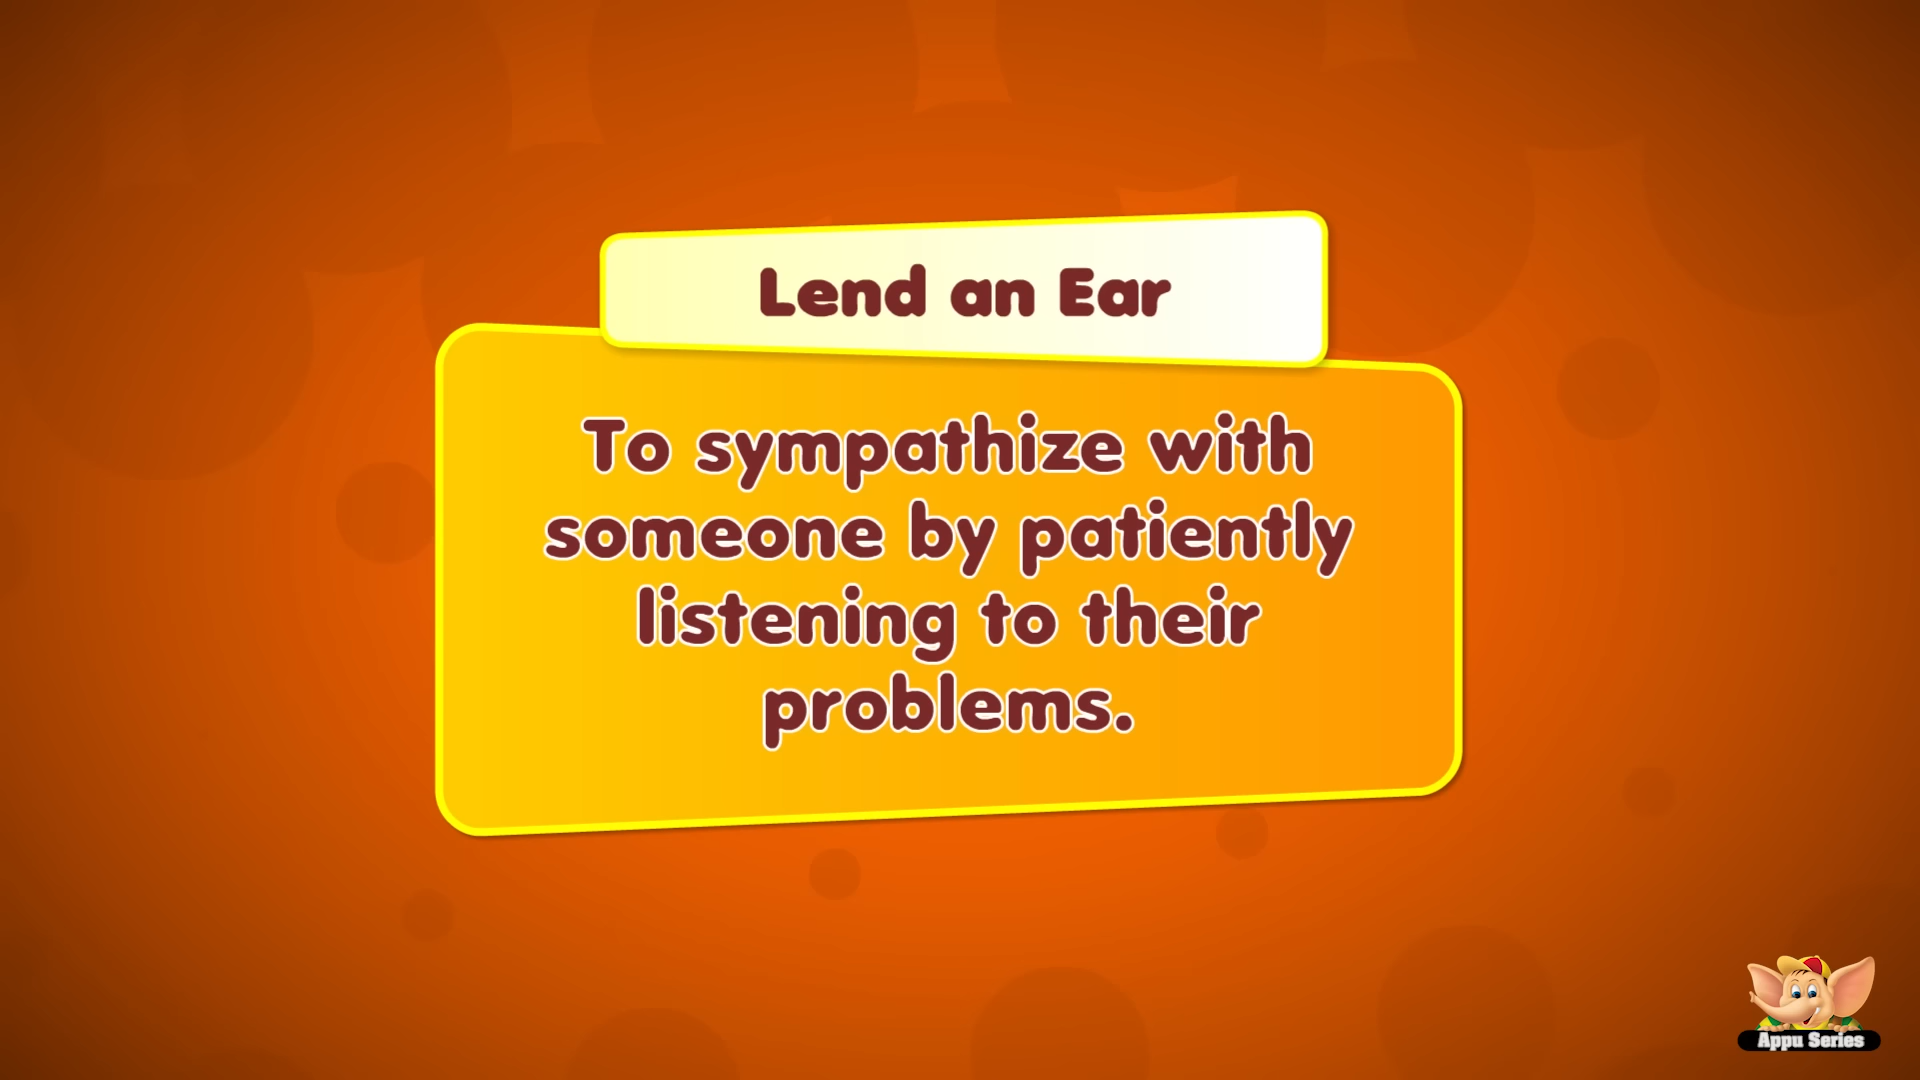 Lend an Ear
To sympathize with
someone by patiently
listening to their
problems.
Appu Series